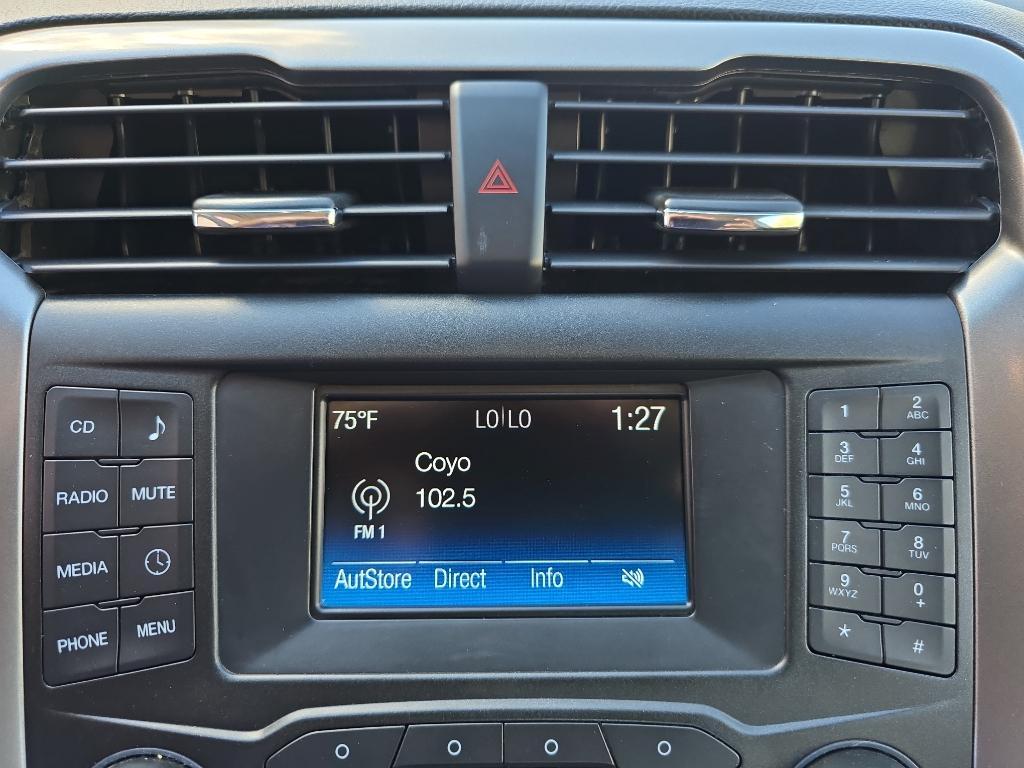 75°F LO LO 1:27
Coyo
102.5
FM 1
AutStore Direct Info
CD
RADIO MUTE
MEDIA
PHONE MENU
1 2 ABC
3 DEF 4 GHI
5 JKL 6 MNO
7 PQRS 8 TUV
9 WXYZ 0 +
* #